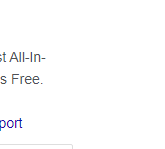 st All-In-
s Free.
port